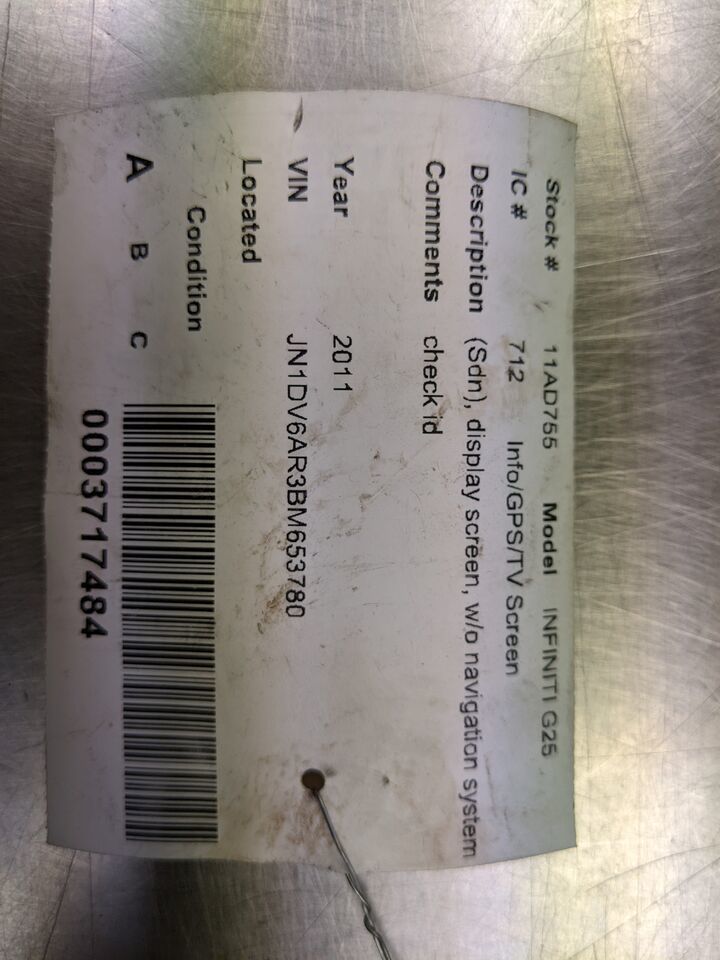 Stock # 11AD755 Model INFINITI G25
IC # 712 Info/GPS/TV Screen
Description (Sdn), display screen, w/o navigation system
Comments check id
Year 2011
VIN JN1DV6AR3BM653780
Located
Condition
A B C
0003717484